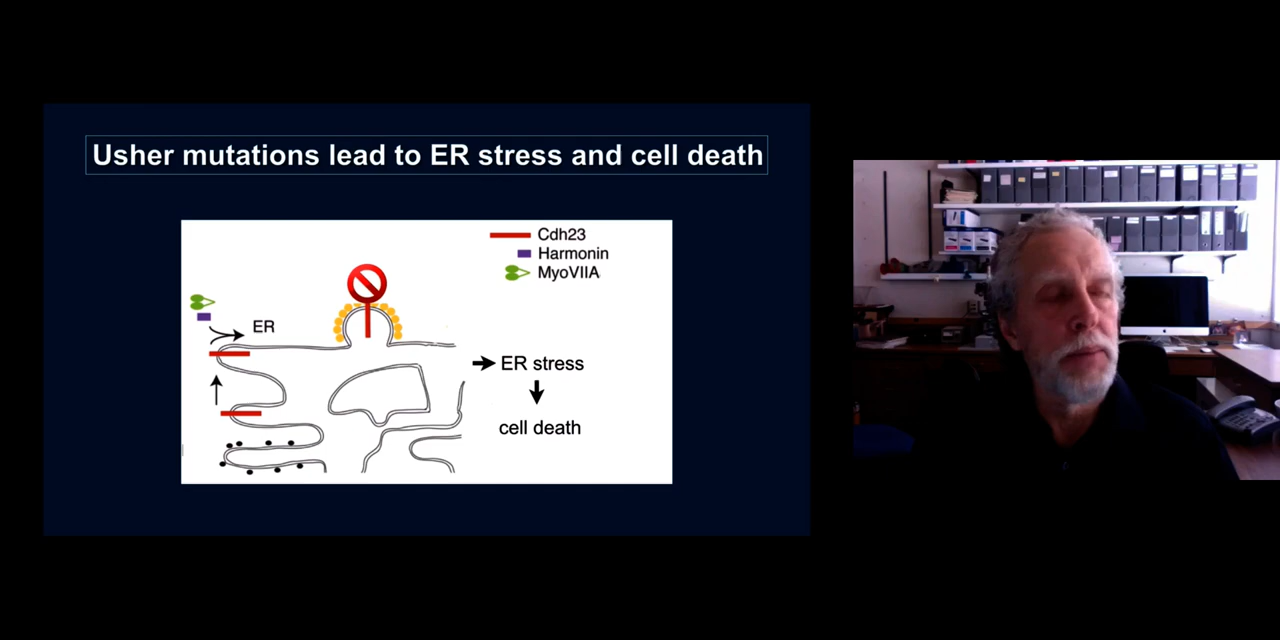 Usher mutations lead to ER stress and cell death
Cdh23
Harmonin
MyoVIIA
ER
ER stress
cell death